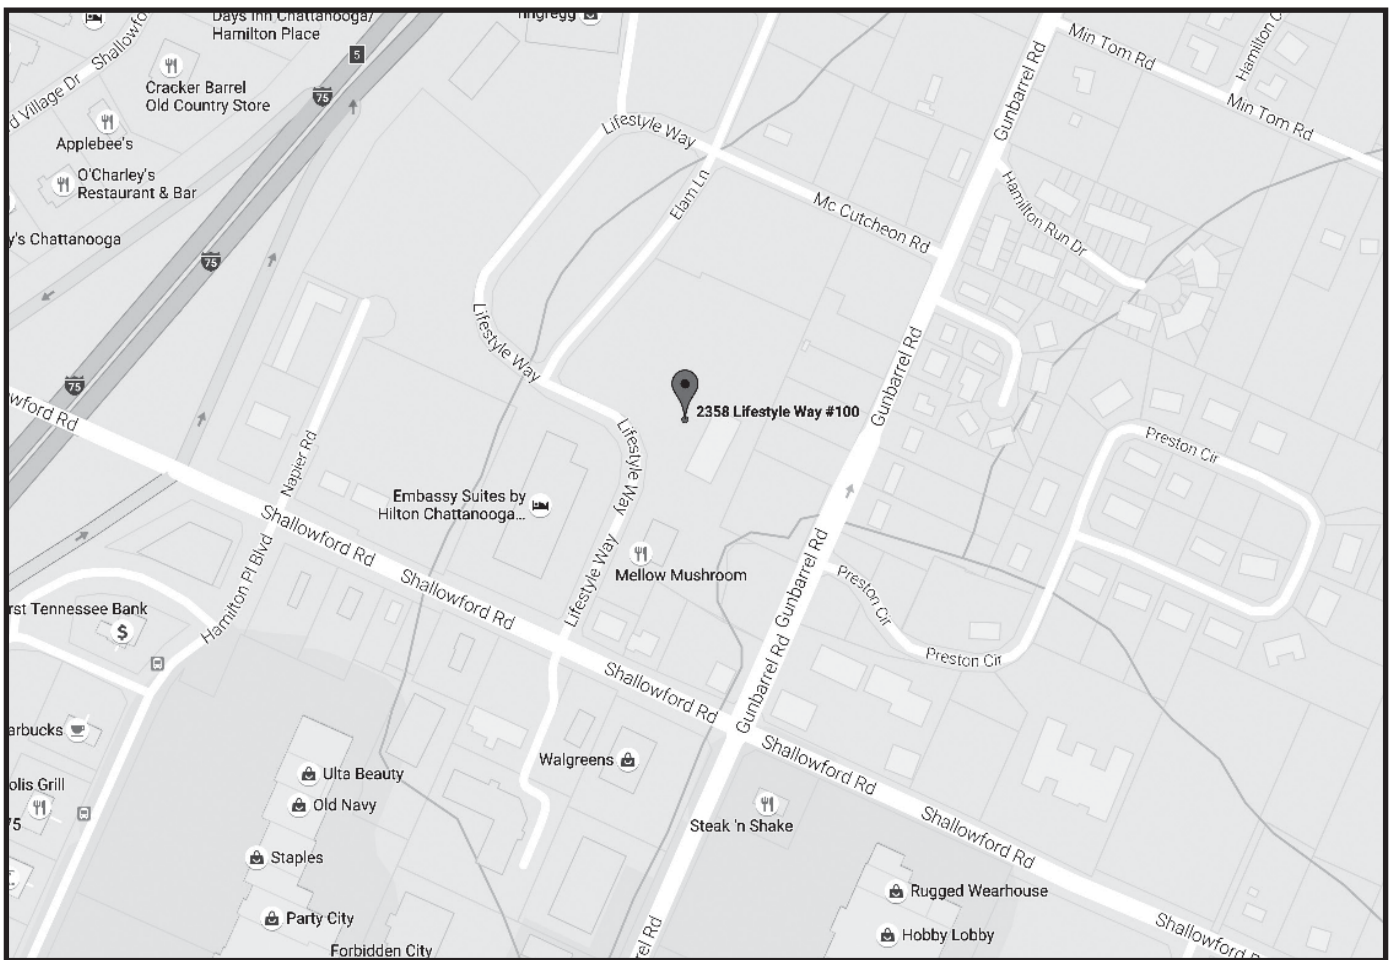 Days Inn Chattanooga/
Hamilton Place
Shallowfo
5
Cracker Barrel
Old Country Store
75
d Village Dr
Applebee's
O'Charley's
Restaurant & Bar
y's Chattanooga
75
75
wford Rd
Min Tom Rd
Hamilton C
Min Tom Rd
Gunbarrel Rd
Lifestyle Way
Elam Ln
Mc Cutcheon Rd
Hamilton Run Dr
Lifestyle Way
Gunbarrel Rd
2358 Lifestyle Way #100
Lifestyle Way
Preston Cir
Napier Rd
Embassy Suites by
Hilton Chattanooga...
Shallowford Rd
Hamilton Pl Blvd
Lifestyle Way
Mellow Mushroom
Gunbarrel Rd
Preston Cir
Shallowford Rd
rst Tennessee Bank
$
Preston Cir
Shallowford Rd
Gunbarrel Rd
arbucks
Walgreens
Shallowford Rd
Ulta Beauty
Old Navy
olis Grill
75
Steak 'n Shake
Shallowford Rd
Staples
Rugged Wearhouse
Party City
Hobby Lobby
Forbidden City
rel Rd
Shallowford R